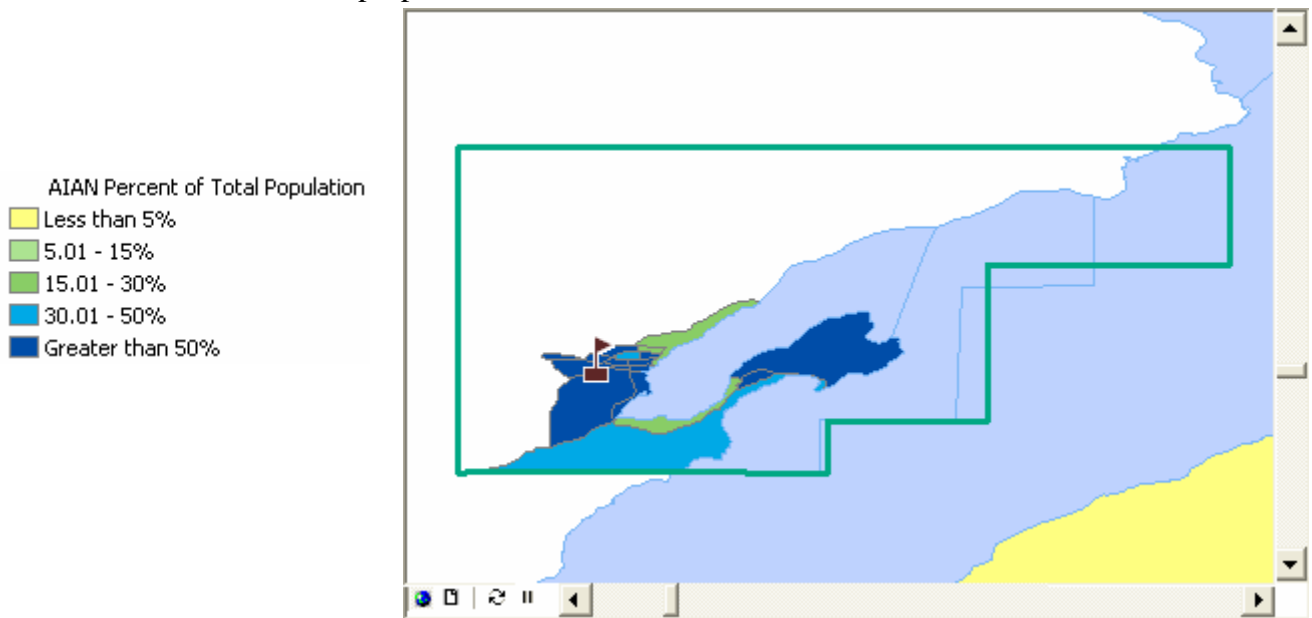 AIAN Percent of Total Population
Less than 5%
5.01 - 15%
15.01 - 30%
30.01 - 50%
Greater than 50%